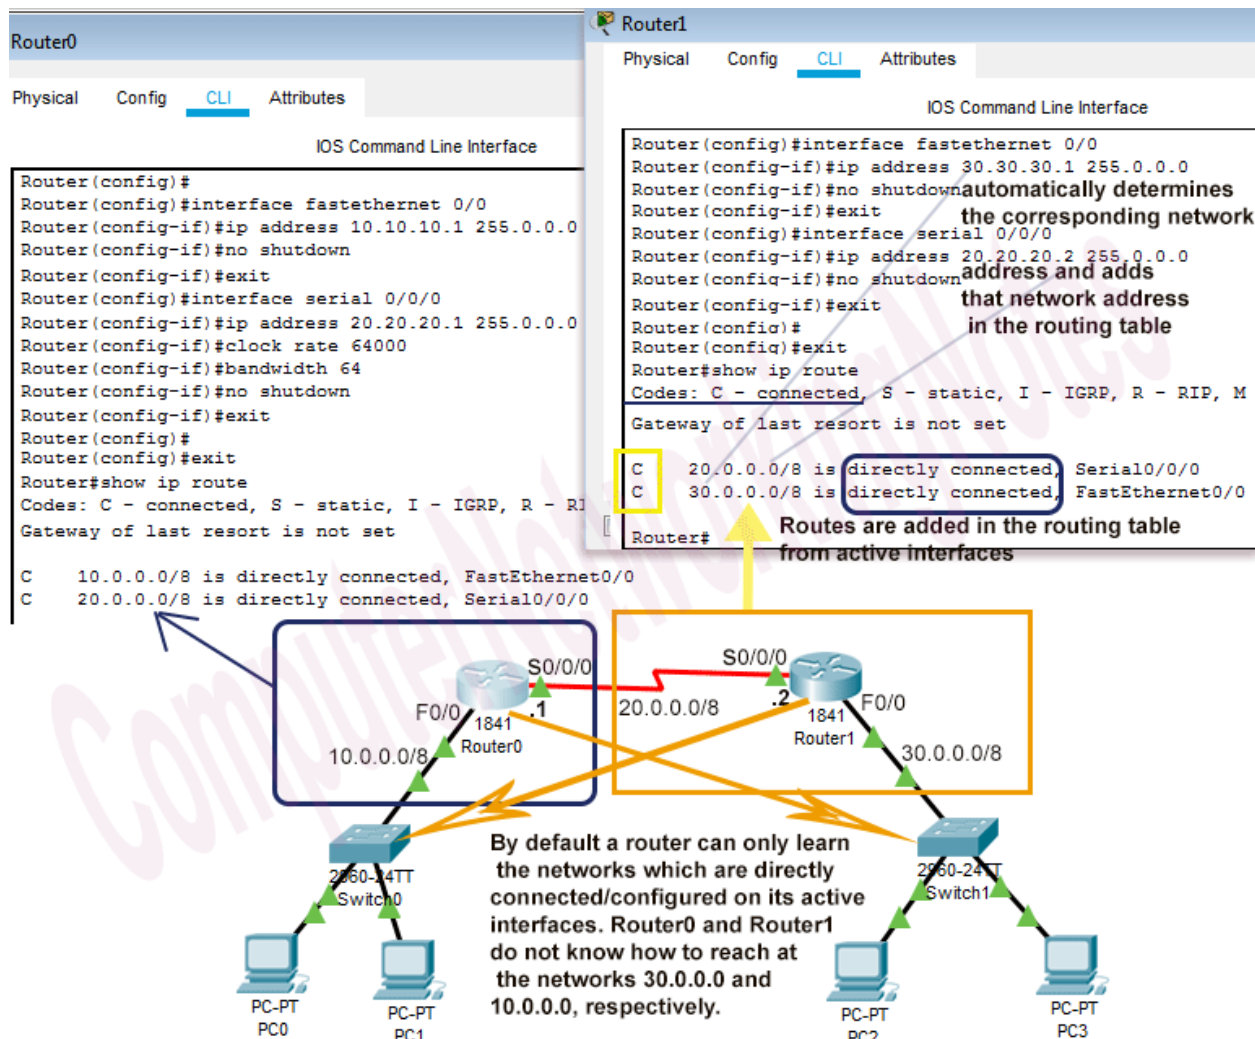 Router0
Physical Config CLI Attributes
IOS Command Line Interface
Router(config)#
Router(config)#interface fastethernet 0/0
Router(config-if)#ip address 10.10.10.1 255.0.0.0
Router(config-if)#no shutdown
Router(config-if)#exit
Router(config)#interface serial 0/0/0
Router(config-if)#ip address 20.20.20.1 255.0.0.0
Router(config-if)#clock rate 64000
Router(config-if)#bandwidth 64
Router(config-if)#no shutdown
Router(config-if)#exit
Router(config)#
Router(config)#exit
Router#show ip route
Codes: C - connected, S - static, I - IGRP, R - RI
Gateway of last resort is not set
C 10.0.0.0/8 is directly connected, FastEthernet0/0
C 20.0.0.0/8 is directly connected, Serial0/0/0
Router1
Physical Config CLI Attributes
IOS Command Line Interface
Router(config)#interface fastethernet 0/0
Router(config-if)#ip address 30.30.30.1 255.0.0.0
Router(config-if)#no shutdown
Router(config-if)#exit
Router(config)#interface serial 0/0/0
Router(config-if)#ip address 20.20.20.2 255.0.0.0
Router(config-if)#no shutdown
Router(config-if)#exit
Router(config)#
Router(config)#exit
Router#show ip route
Codes: C - connected, S - static, I - IGRP, R - RIP, M
Gateway of last resort is not set
C 20.0.0.0/8 is directly connected, Serial0/0/0
C 30.0.0.0/8 is directly connected, FastEthernet0/0
Router#
automatically determines
the corresponding network
address and adds
that network address
in the routing table
Routes are added in the routing table
from active interfaces
S0/0/0
.1
F0/0
1841
Router0
10.0.0.0/8
20.0.0.0/8
S0/0/0
.2
1841
Router1
F0/0
30.0.0.0/8
2960-24TT
Switch0
2960-24TT
Switch1
By default a router can only learn
the networks which are directly
connected/configured on its active
interfaces. Router0 and Router1
do not know how to reach at
the networks 30.0.0.0 and
10.0.0.0, respectively.
PC-PT
PC0
PC-PT
PC1
PC-PT
PC2
PC-PT
PC3
ComputerNetworkingNotes